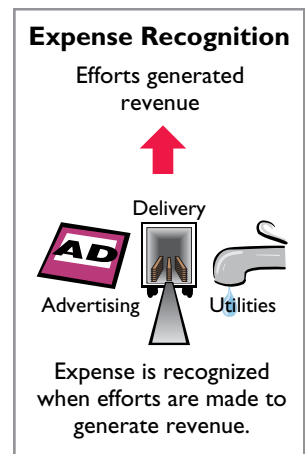 Expense Recognition
Efforts generated
revenue
Delivery
AD
Advertising
Utilities
Expense is recognized
when efforts are made to
generate revenue.